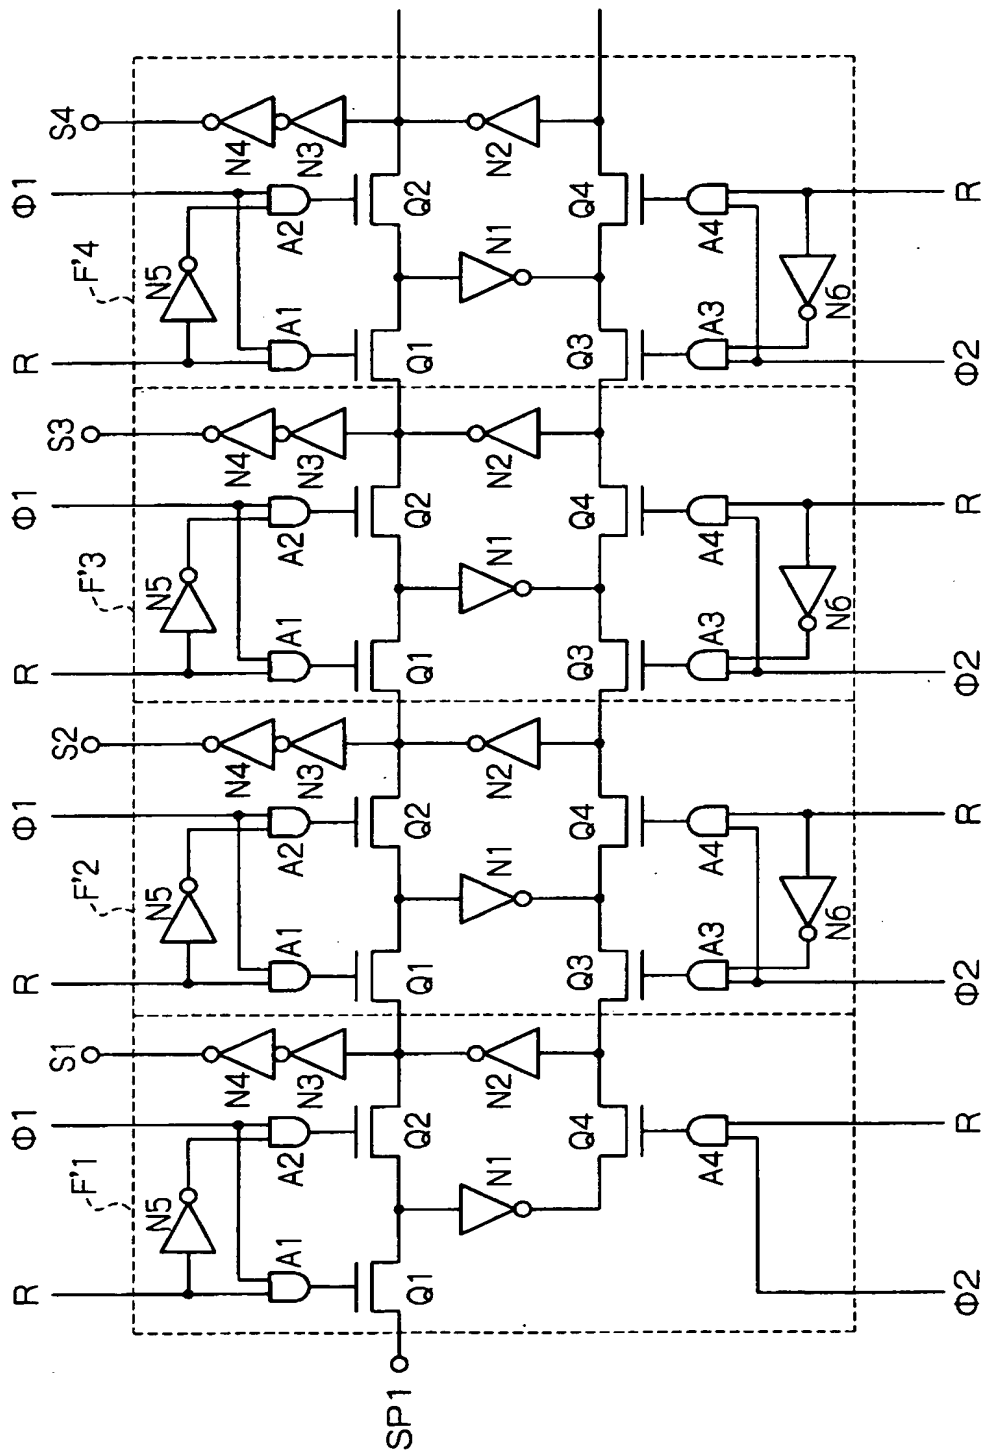 R Φ1 R Φ1 R Φ1 R Φ1
S1 S2 S3 S4
F'1 F'2 F'3 F'4
N5 N5 N5 N5
N4 N4 N4 N4
A1 A2 N3 A1 A2 N3 A1 A2 N3 A1 A2 N3
SP1
Q1 Q2 Q1 Q2 Q1 Q2 Q1 Q2
N1 N2 N1 N2 N1 N2 N1 N2
Q4 Q3 Q4 Q3 Q4 Q3 Q4
A4 A3 A4 A3 A4 A3 A4
N6 N6 N6
Φ2 R Φ2 R Φ2 R Φ2 R